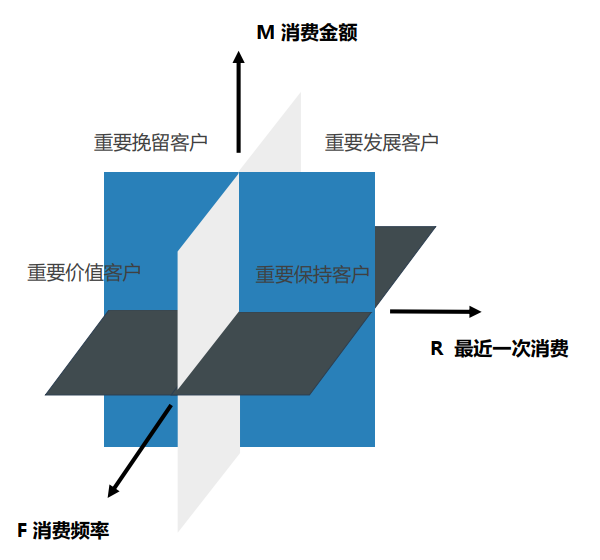 M 消费金额
重要挽留客户
重要发展客户
重要价值客户
重要保持客户
R 最近一次消费
F 消费频率